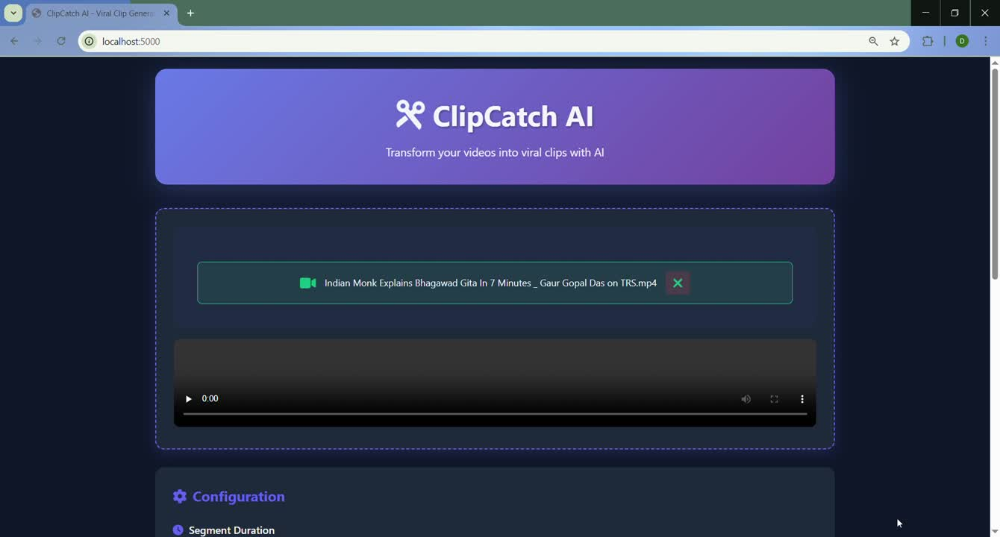 ClipCatch AI - Viral Clip Genera
localhost:5000
D
ClipCatch AI
Transform your videos into viral clips with AI
Indian Monk Explains Bhagawad Gita In 7 Minutes _ Gaur Gopal Das on TRS.mp4
0:00
Configuration
Segment Duration